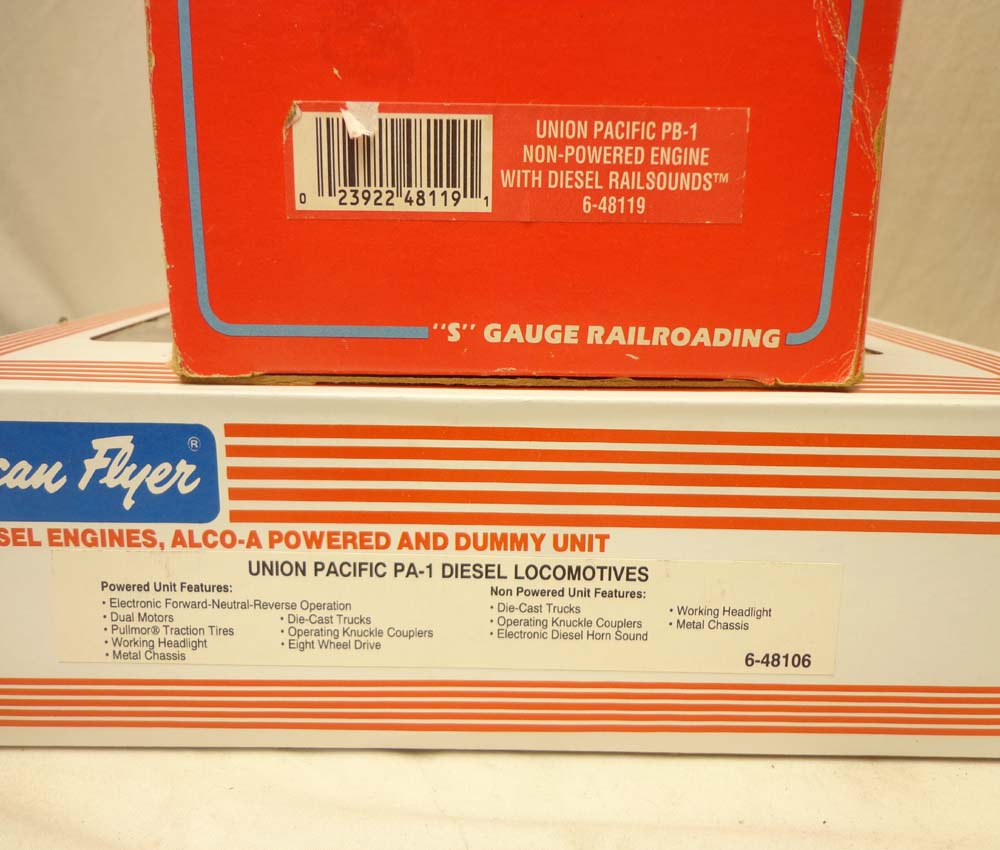 UNION PACIFIC PB-1
NON-POWERED ENGINE
WITH DIESEL RAILSOUNDS™
6-48119
0 23922 48119 1
"S" GAUGE RAILROADING
can Flyer ®
SEL ENGINES, ALCO-A POWERED AND DUMMY UNIT
UNION PACIFIC PA-1 DIESEL LOCOMOTIVES
Powered Unit Features:
• Electronic Forward-Neutral-Reverse Operation
• Dual Motors
• Pullmor® Traction Tires
• Working Headlight
• Metal Chassis
• Die-Cast Trucks
• Operating Knuckle Couplers
• Eight Wheel Drive
Non Powered Unit Features:
• Die-Cast Trucks
• Operating Knuckle Couplers
• Electronic Diesel Horn Sound
• Working Headlight
• Metal Chassis
6-48106